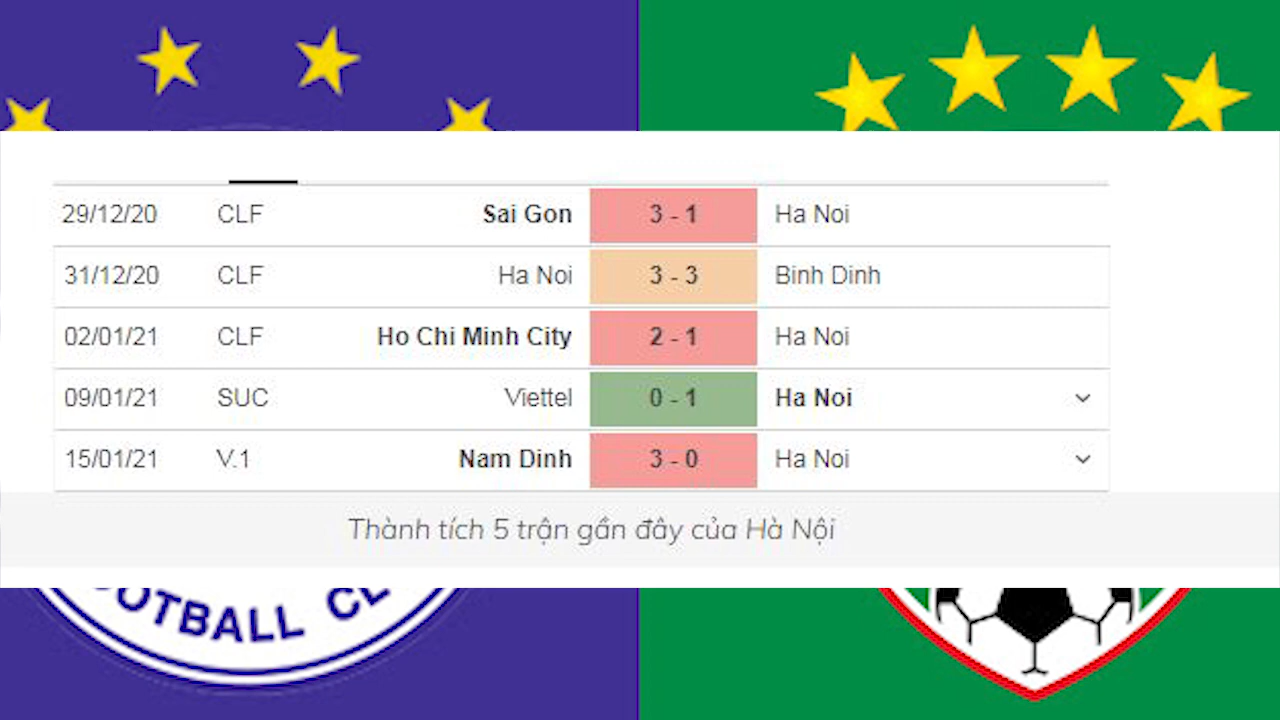 29/12/20 CLF Sai Gon 3 - 1 Ha Noi
31/12/20 CLF Ha Noi 3 - 3 Binh Dinh
02/01/21 CLF Ho Chi Minh City 2 - 1 Ha Noi
09/01/21 SUC Viettel 0 - 1 Ha Noi
15/01/21 V.1 Nam Dinh 3 - 0 Ha Noi
Thành tích 5 trận gần đây của Hà Nội